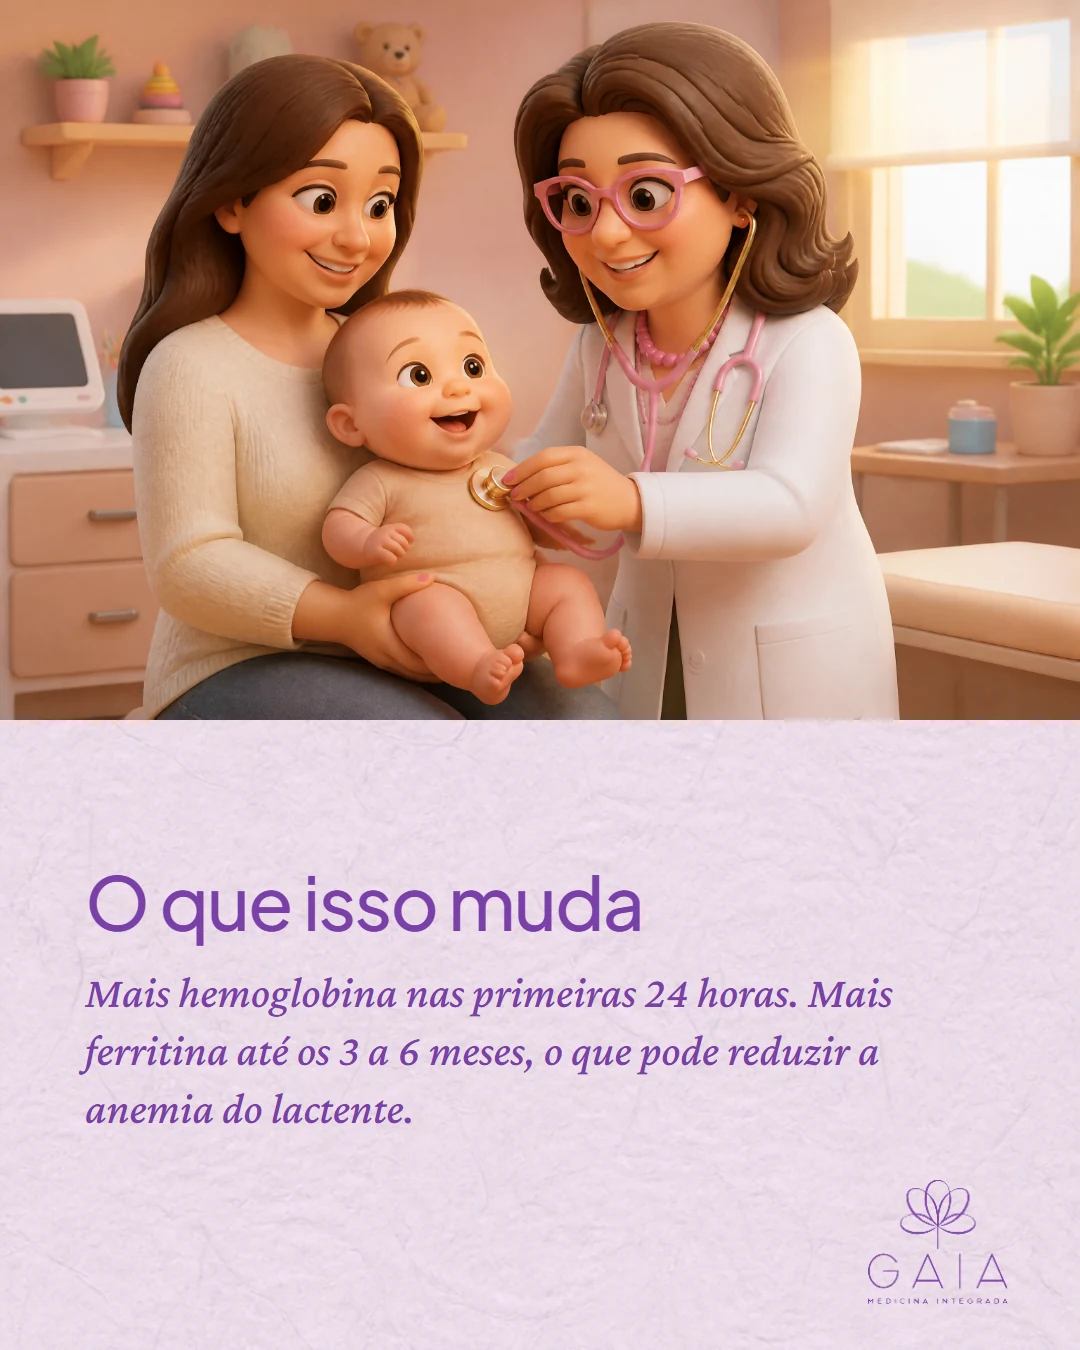 O que isso muda
Mais hemoglobina nas primeiras 24 horas. Mais
ferritina até os 3 a 6 meses, o que pode reduzir a
anemia do lactente.
GAIA
MEDICINA INTEGRADA